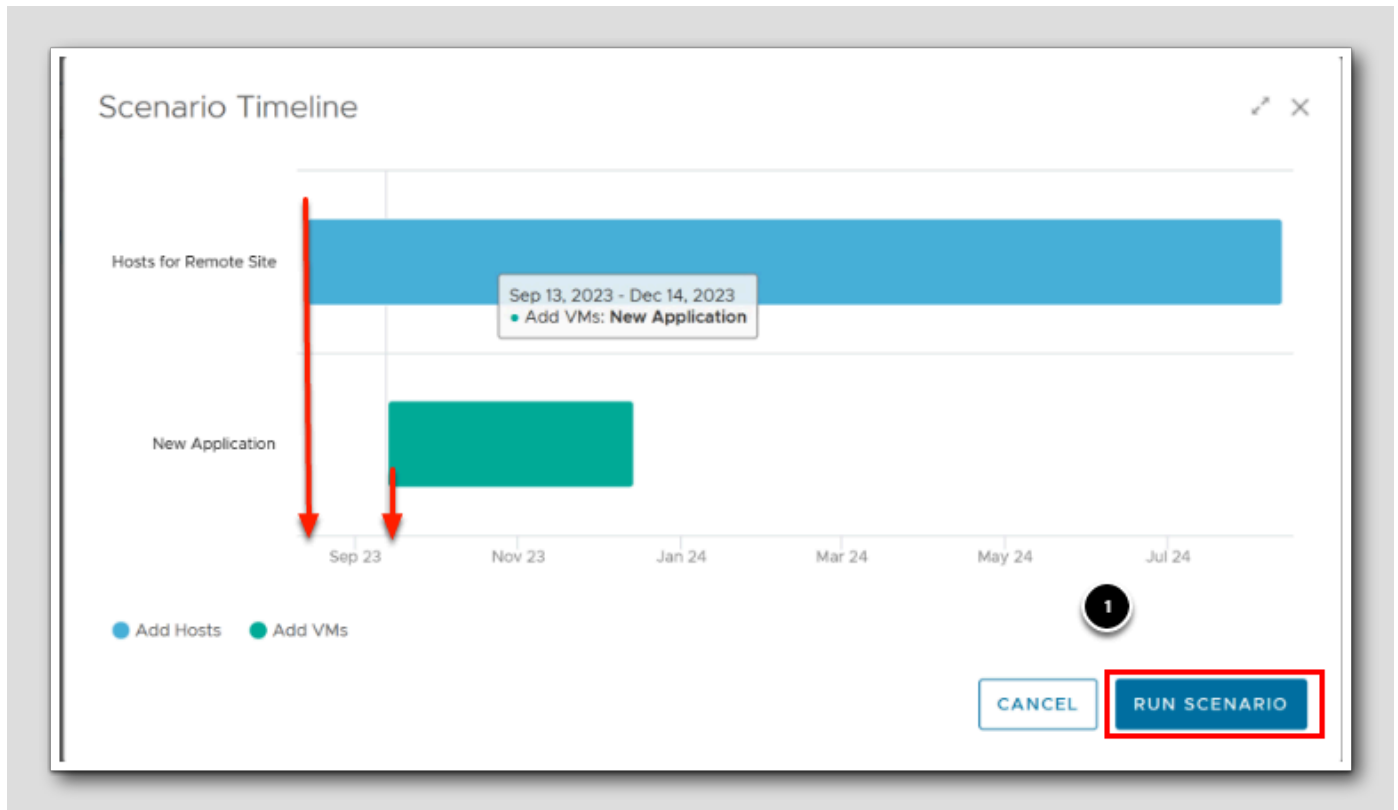 Scenario Timeline
Hosts for Remote Site
Sep 13, 2023 - Dec 14, 2023
• Add VMs: New Application
New Application
Sep 23 Nov 23 Jan 24 Mar 24 May 24 Jul 24
1
Add Hosts Add VMs
CANCEL RUN SCENARIO